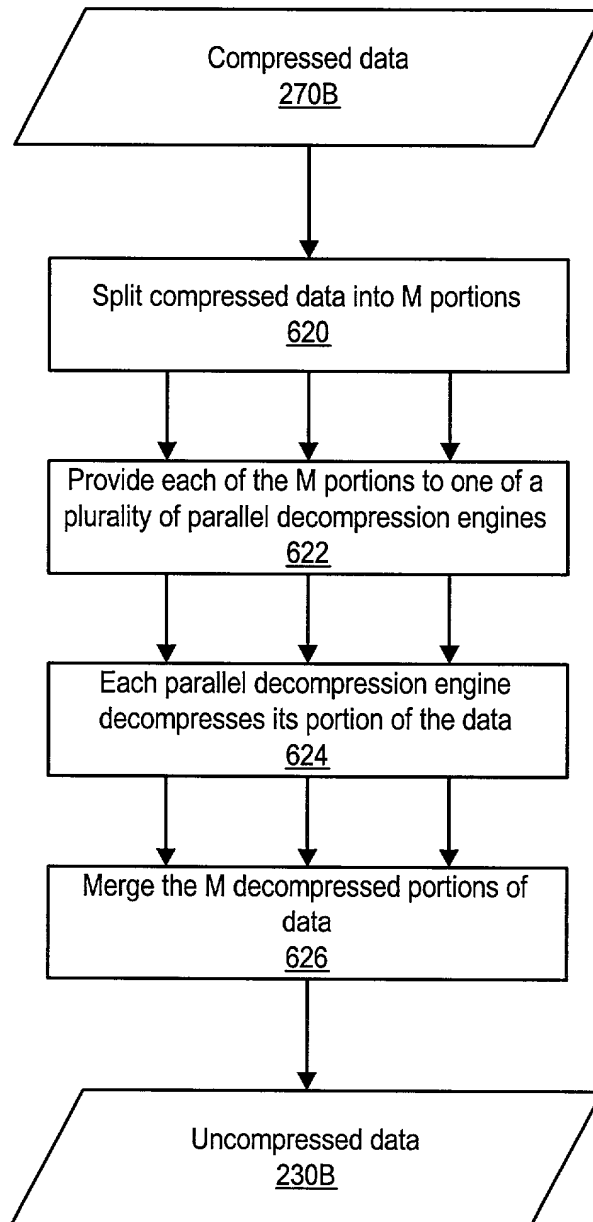 Compressed data
270B
Split compressed data into M portions
620
Provide each of the M portions to one of a
plurality of parallel decompression engines
622
Each parallel decompression engine
decompresses its portion of the data
624
Merge the M decompressed portions of
data
626
Uncompressed data
230B